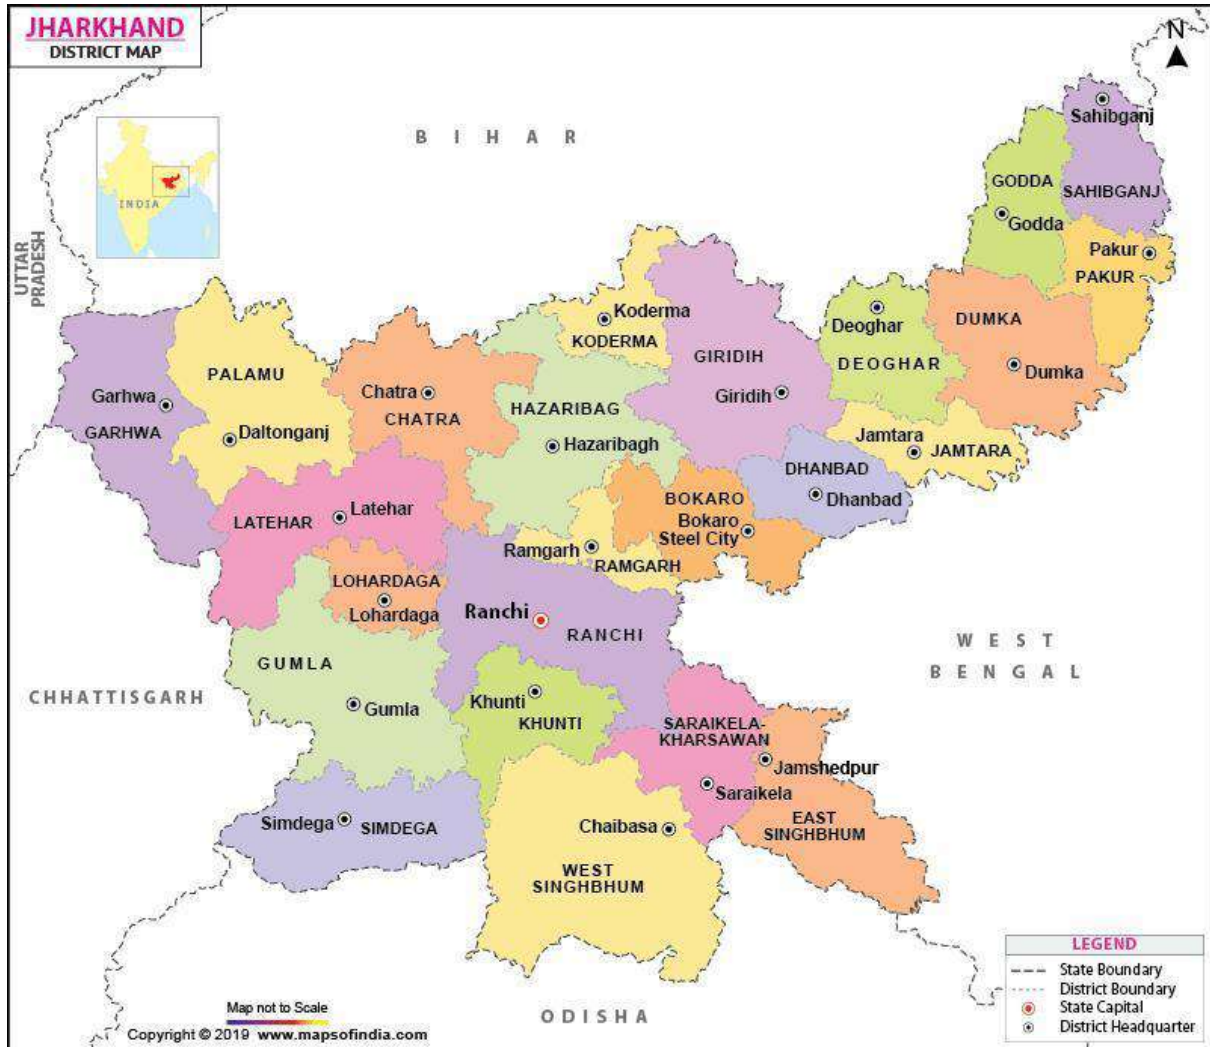 JHARKHAND
DISTRICT MAP
N
BIHAR
INDIA
UTTAR
PRADESH
Sahibganj
SAHIBGANJ
GODDA
Godda
Pakur
PAKUR
Koderma
KODERMA
Deoghar
DEOGHAR
DUMKA
Dumka
GIRIDIH
Giridih
PALAMU
Daltonganj
Garhwa
GARHWA
Chatra
CHATRA
HAZARIBAG
Hazaribagh
Jamtara
JAMTARA
DHANBAD
Dhanbad
BOKARO
Bokaro
Steel City
LATEHAR
Latehar
Ramgarh
RAMGARH
LOHARDAGA
Lohardaga
Ranchi
RANCHI
WEST
BENGAL
GUMLA
Gumla
CHHATTISGARH
Khunti
KHUNTI
SARAIKELA-
KHARSAWAN
Saraikela
Jamshedpur
EAST
SINGHBHUM
Simdega
SIMDEGA
Chaibasa
WEST
SINGHBHUM
ODISHA
LEGEND
State Boundary
District Boundary
State Capital
District Headquarter
Map not to Scale
Copyright © 2019 www.mapsofindia.com